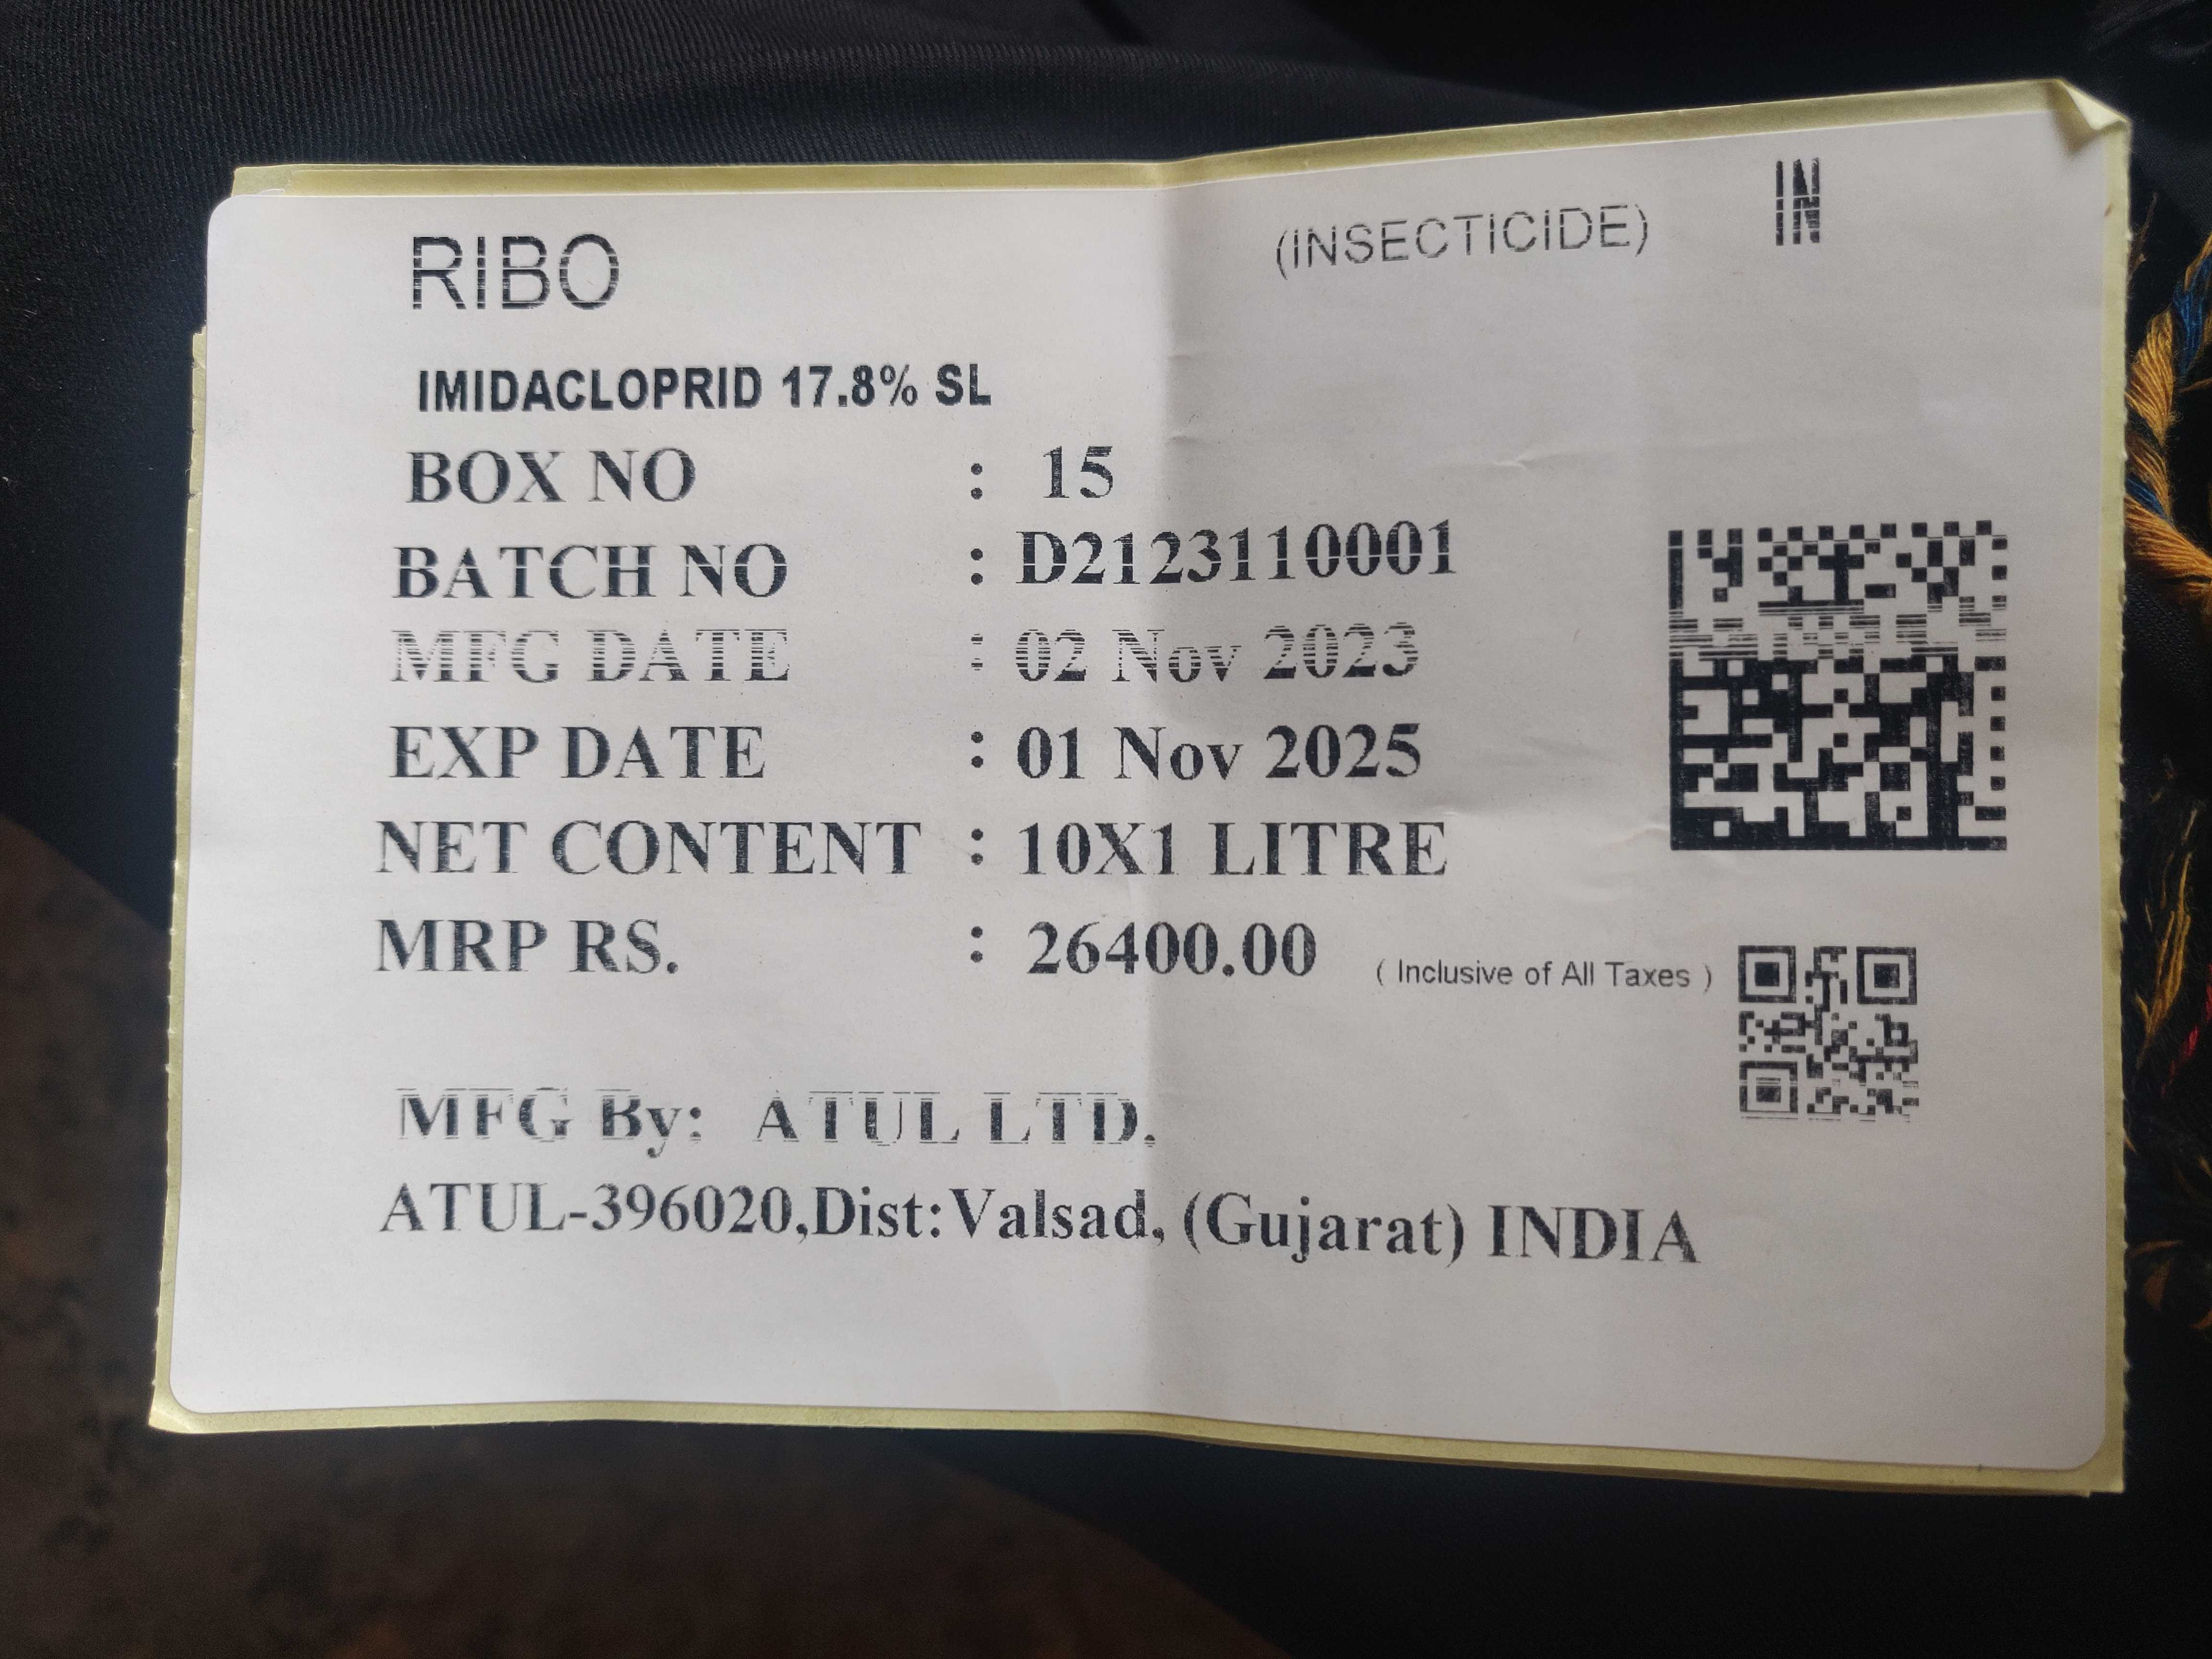 RIBO (INSECTICIDE) IN
IMIDACLOPRID 17.8% SL
BOX NO : 15
BATCH NO : D2123110001
MFG DATE : 02 Nov 2023
EXP DATE : 01 Nov 2025
NET CONTENT : 10X1 LITRE
MRP RS. : 26400.00 ( Inclusive of All Taxes )
MFG By: ATUL LTD.
ATUL-396020,Dist:Valsad, (Gujarat) INDIA